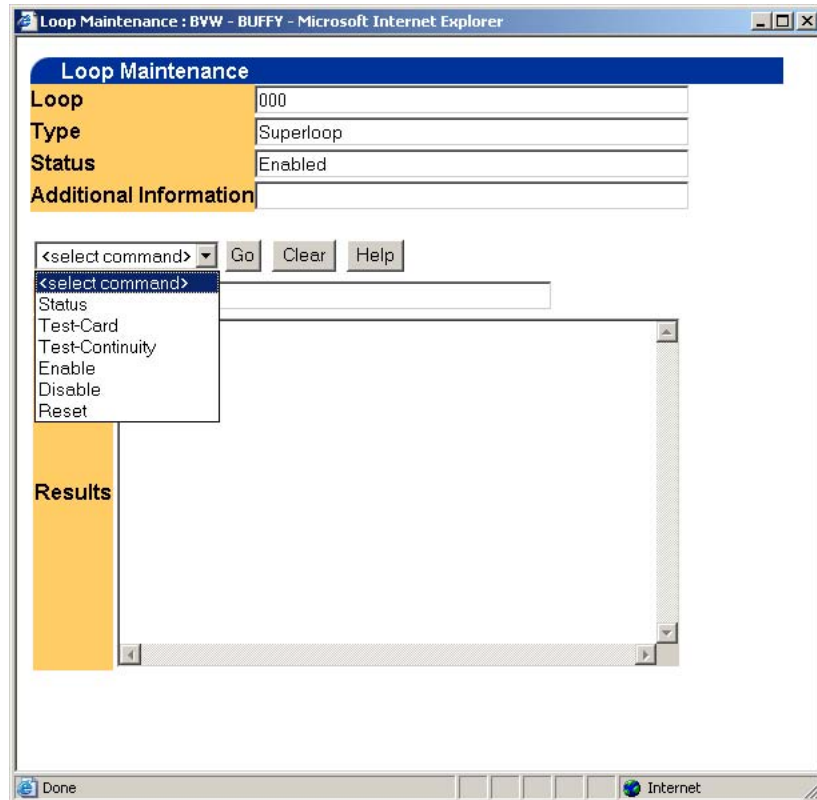 Loop Maintenance : BVW - BUFFY - Microsoft Internet Explorer
Loop Maintenance
Loop 000
Type Superloop
Status Enabled
Additional Information
<select command> Go Clear Help
<select command>
Status
Test-Card
Test-Continuity
Enable
Disable
Reset
Results
Done Internet